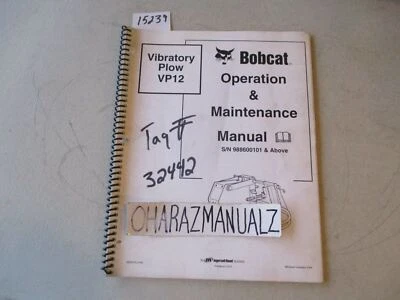 15239
Vibratory
Plow
VP12
Bobcat
Operation
&
Maintenance
Manual
S/N 988600101 & Above
Tag #
32442
OHARAZMANUALZ